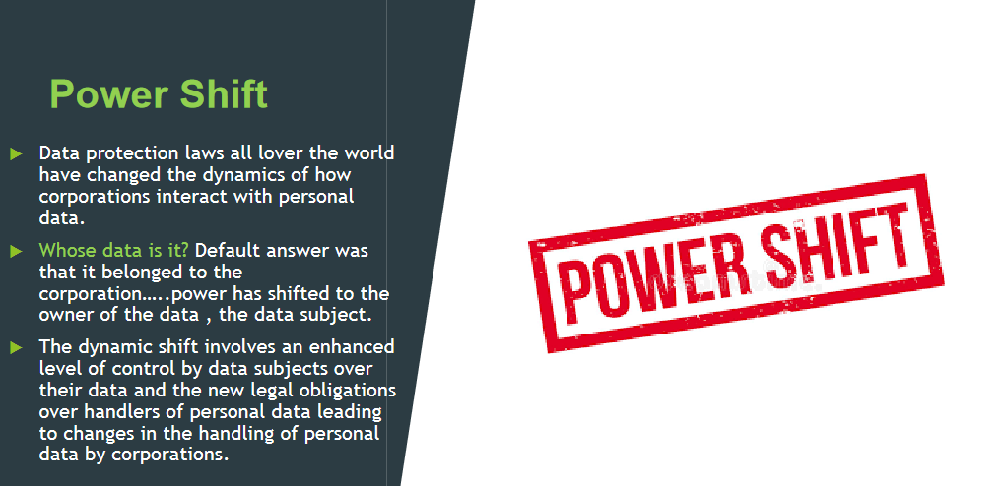 Power Shift
Data protection laws all lover the world
have changed the dynamics of how
corporations interact with personal
data.
Whose data is it? Default answer was
that it belonged to the
corporation…..power has shifted to the
owner of the data , the data subject.
The dynamic shift involves an enhanced
level of control by data subjects over
their data and the new legal obligations
over handlers of personal data leading
to changes in the handling of personal
data by corporations.
POWER SHIFT